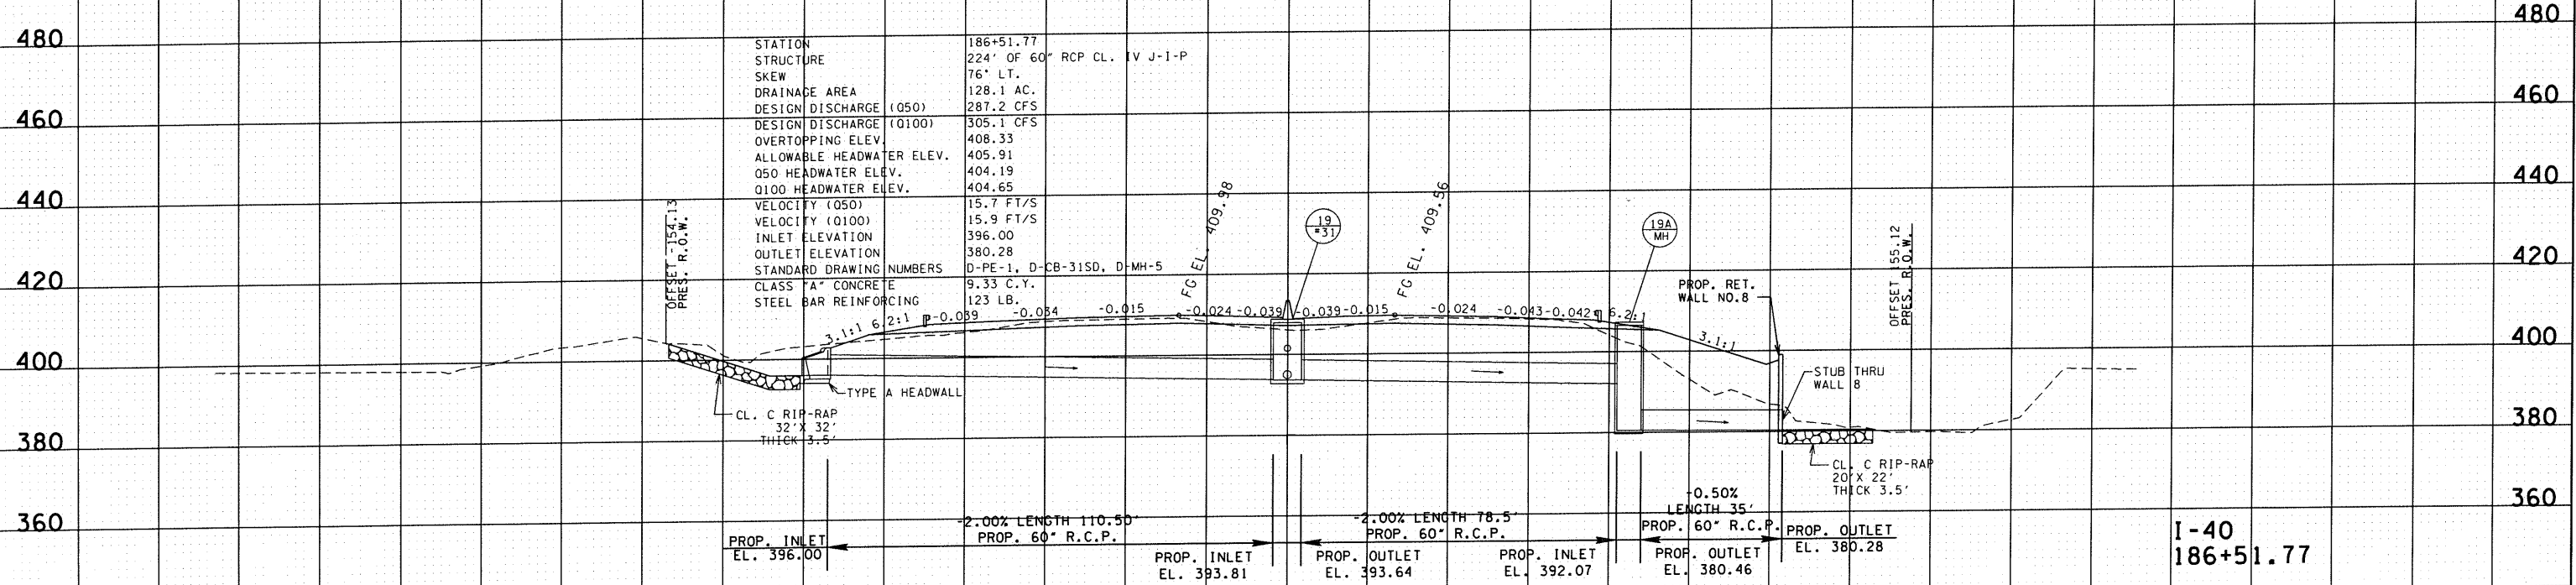 480
460
440
420
400
380
360
480
460
440
420
400
380
360
STATION 186+51.77
STRUCTURE 224' OF 60" RCP CL. IV J-I-P
SKEW 76° LT.
DRAINAGE AREA 128.1 AC.
DESIGN DISCHARGE (Q50) 287.2 CFS
DESIGN DISCHARGE (Q100) 305.1 CFS
OVERTOPPING ELEV. 408.33
ALLOWABLE HEADWATER ELEV. 405.91
Q50 HEADWATER ELEV. 404.19
Q100 HEADWATER ELEV. 404.65
VELOCITY (Q50) 15.7 FT/S
VELOCITY (Q100) 15.9 FT/S
INLET ELEVATION 396.00
OUTLET ELEVATION 380.28
STANDARD DRAWING NUMBERS D-PE-1, D-CB-31SD, D-MH-5
CLASS "A" CONCRETE 9.33 C.Y.
STEEL BAR REINFORCING 123 LB.
OFFSET -154.13
PRES. R.O.W.
FG EL. 409.98
19
#31
FG EL. 409.56
19A
MH
OFFSET 155.12
PRES. R.O.W.
PROP. RET.
WALL NO.8
3.1:1 6.2:1 -0.039 -0.034 -0.015 -0.024 -0.039 -0.039 -0.015 -0.024 -0.043 -0.042 6.2:1
3.1:1
STUB THRU
WALL 8
TYPE A HEADWALL
CL. C RIP-RAP
32'X 32'
THICK 3.5'
CL. C RIP-RAP
20'X 22'
THICK 3.5'
-2.00% LENGTH 110.50'
PROP. 60" R.C.P.
-2.00% LENGTH 78.5'
PROP. 60" R.C.P.
-0.50%
LENGTH 35'
PROP. 60" R.C.P.
PROP. INLET
EL. 396.00
PROP. INLET
EL. 393.81
PROP. OUTLET
EL. 393.64
PROP. INLET
EL. 392.07
PROP. OUTLET
EL. 380.46
PROP. OUTLET
EL. 380.28
I-40
186+51.77